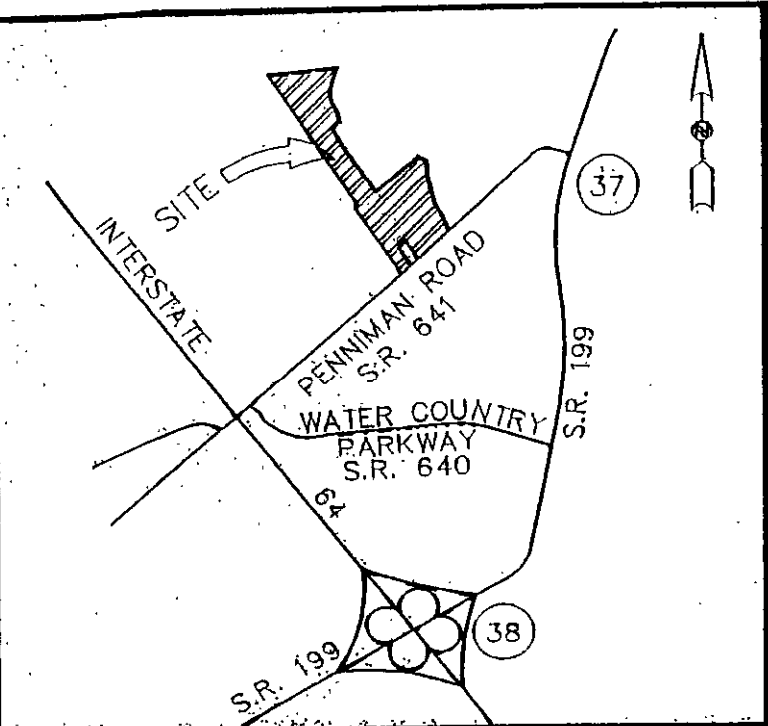 SITE
INTERSTATE
64
PENNIMAN ROAD
S.R. 641
WATER COUNTRY
PARKWAY
S.R. 640
S.R. 199
37
38
S.R. 199
N